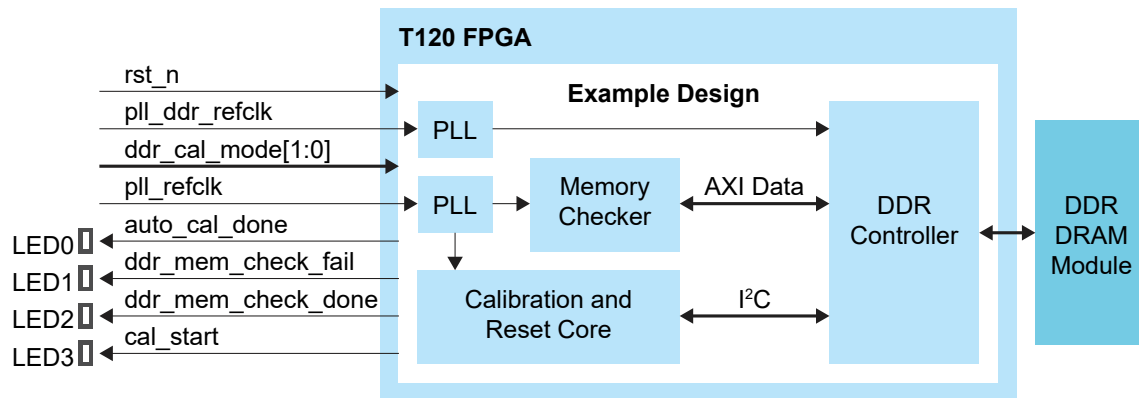 T120 FPGA
Example Design
rst_n
pll_ddr_refclk
ddr_cal_mode[1:0]
pll_refclk
auto_cal_done
ddr_mem_check_fail
ddr_mem_check_done
cal_start
LED0
LED1
LED2
LED3
PLL
PLL
Memory
Checker
AXI Data
Calibration and
Reset Core
I²C
DDR
Controller
DDR
DRAM
Module